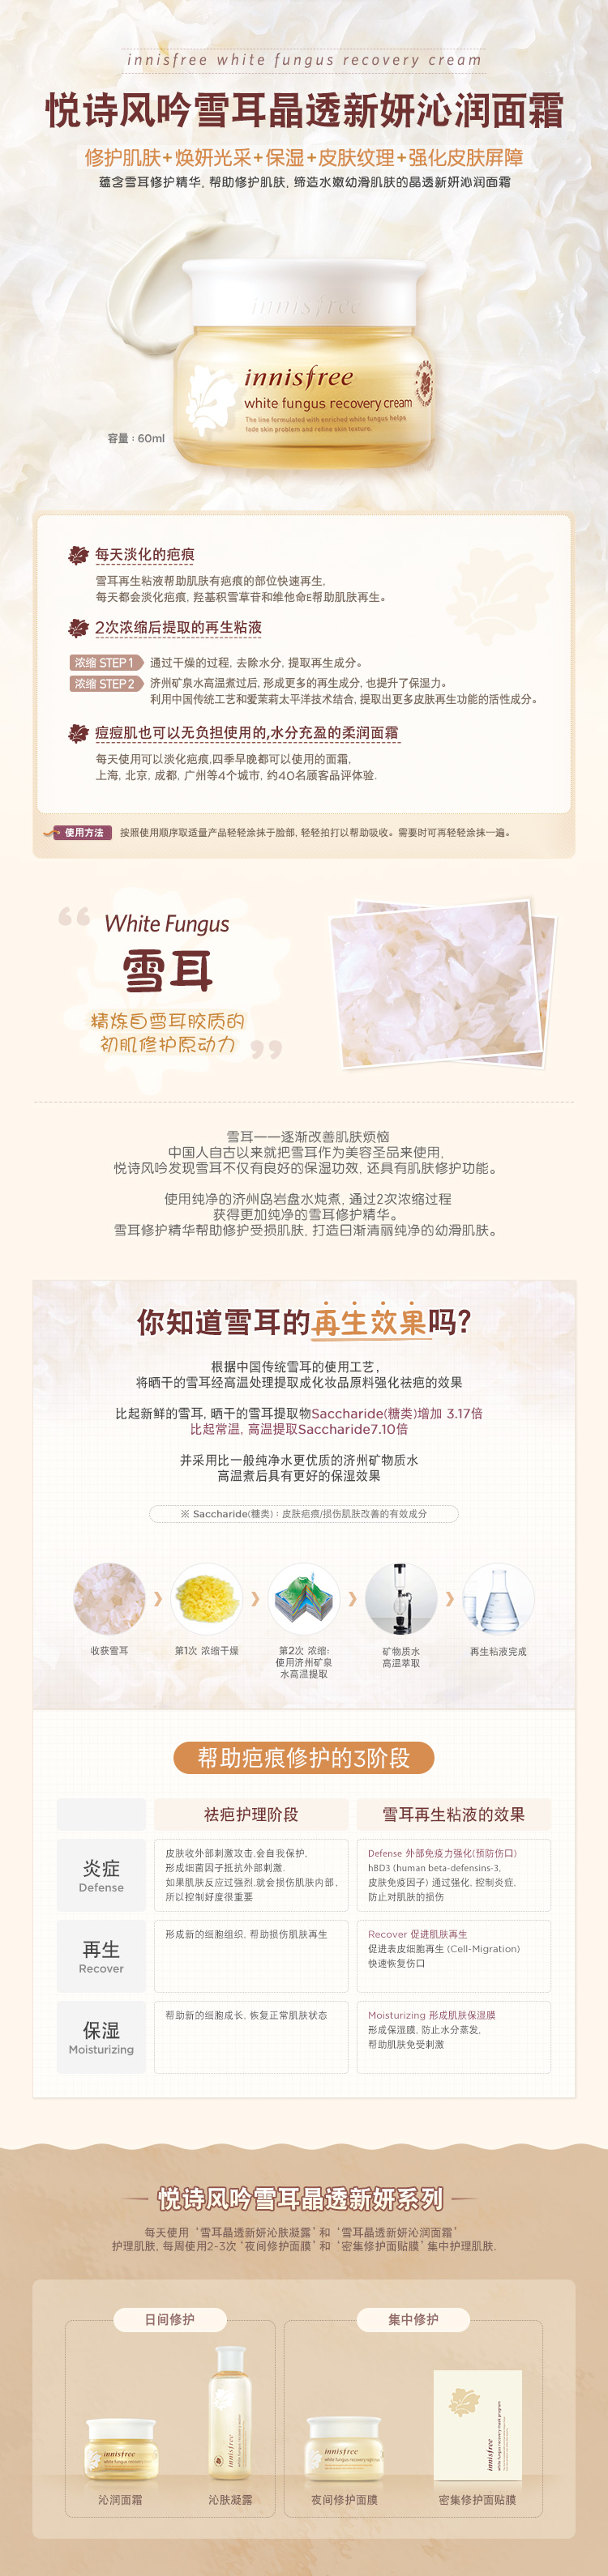 innisfree white fungus recovery cream
悦诗风吟雪耳晶透新妍沁润面霜
修护肌肤+焕妍光采+保湿+皮肤纹理+强化皮肤屏障
蕴含雪耳修护精华, 帮助修护肌肤, 缔造水嫩幼滑肌肤的晶透新妍沁润面霜
innisfree
innisfree
white fungus recovery cream
The line formulated with enriched white fungus helps
fade skin problem and refine skin texture.
容量：60ml
每天淡化的疤痕
雪耳再生粘液帮助肌肤有疤痕的部位快速再生,
每天都会淡化疤痕, 羟基积雪草苷和维他命E帮助肌肤再生。
2次浓缩后提取的再生粘液
浓缩 STEP 1 通过干燥的过程, 去除水分, 提取再生成分。
浓缩 STEP 2 济州矿泉水高温煮过后, 形成更多的再生成分, 也提升了保湿力。
利用中国传统工艺和爱茉莉太平洋技术结合, 提取出更多皮肤再生功能的活性成分。
痘痘肌也可以无负担使用的,水分充盈的柔润面霜
每天使用可以淡化疤痕,四季早晚都可以使用的面霜,
上海, 北京, 成都, 广州等4个城市, 约40名顾客品评体验.
使用方法 按照使用顺序取适量产品轻轻涂抹于脸部, 轻轻拍打以帮助吸收。需要时可再轻轻涂抹一遍。
“ White Fungus
雪耳
精炼自雪耳胶质的
初肌修护原动力 ”
雪耳——逐渐改善肌肤烦恼
中国人自古以来就把雪耳作为美容圣品来使用,
悦诗风吟发现雪耳不仅有良好的保湿功效, 还具有肌肤修护功能。
使用纯净的济州岛岩盘水炖煮, 通过2次浓缩过程
获得更加纯净的雪耳修护精华。
雪耳修护精华帮助修护受损肌肤, 打造日渐清丽纯净的幼滑肌肤。
你知道雪耳的再生效果吗?
根据中国传统雪耳的使用工艺,
将晒干的雪耳经高温处理提取成化妆品原料强化祛疤的效果
比起新鲜的雪耳, 晒干的雪耳提取物Saccharide(糖类)增加 3.17倍
比起常温, 高温提取Saccharide7.10倍
并采用比一般纯净水更优质的济州矿物质水
高温煮后具有更好的保湿效果
※ Saccharide(糖类)：皮肤疤痕/损伤肌肤改善的有效成分
收获雪耳
第1次 浓缩干燥
第2次 浓缩:
使用济州矿泉
水高温提取
矿物质水
高温萃取
再生粘液完成
帮助疤痕修护的3阶段
祛疤护理阶段
雪耳再生粘液的效果
炎症
Defense
皮肤收外部刺激攻击,会自我保护,
形成细菌因子抵抗外部刺激.
如果肌肤反应过强烈,就会损伤肌肤内部,
所以控制好度很重要
Defense 外部免疫力强化(预防伤口)
hBD3 (human beta-defensins-3,
皮肤免疫因子) 通过强化, 控制炎症,
防止对肌肤的损伤
再生
Recover
形成新的细胞组织, 帮助损伤肌肤再生
Recover 促进肌肤再生
促进表皮细胞再生 (Cell-Migration)
快速恢复伤口
保湿
Moisturizing
帮助新的细胞成长, 恢复正常肌肤状态
Moisturizing 形成肌肤保湿膜
形成保湿膜, 防止水分蒸发,
帮助肌肤免受刺激
悦诗风吟雪耳晶透新妍系列
每天使用 ‘雪耳晶透新妍沁肤凝露’ 和 ‘雪耳晶透新妍沁润面霜’
护理肌肤, 每周使用2-3次 ‘夜间修护面膜’ 和 ‘密集修护面贴膜’ 集中护理肌肤.
日间修护
集中修护
innisfree
innisfree
innisfree
innisfree
white fungus recovery mask program
沁润面霜
沁肤凝露
夜间修护面膜
密集修护面贴膜